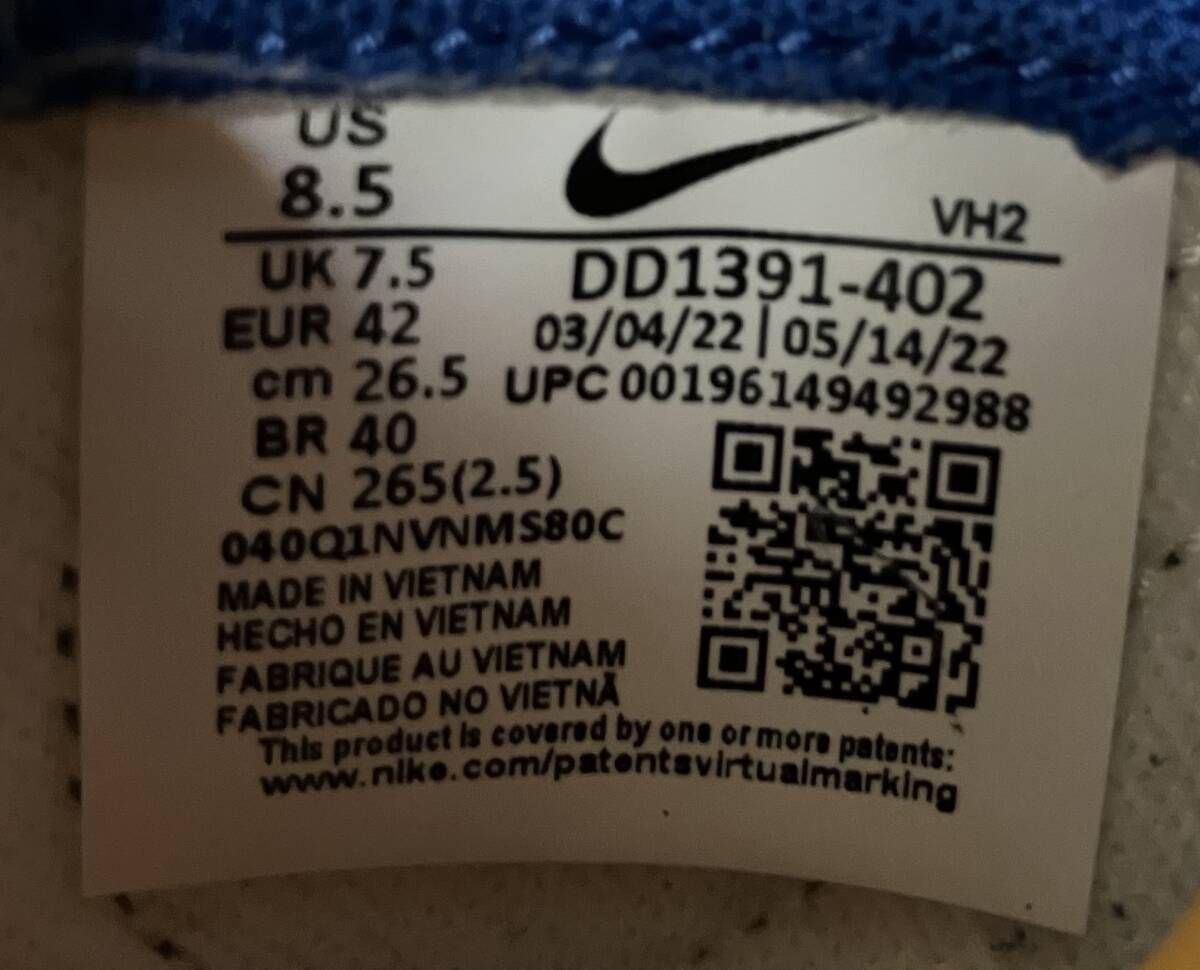 US
8.5
VH2
UK 7.5
DD1391-402
EUR 42
03/04/22 | 05/14/22
cm 26.5
UPC 00196149492988
BR 40
CN 265(2.5)
040Q1NVNMS80C
MADE IN VIETNAM
HECHO EN VIETNAM
FABRIQUE AU VIETNAM
FABRICADO NO VIETNÃ
This product is covered by one or more patents:
www.nike.com/patentsvirtualmarking